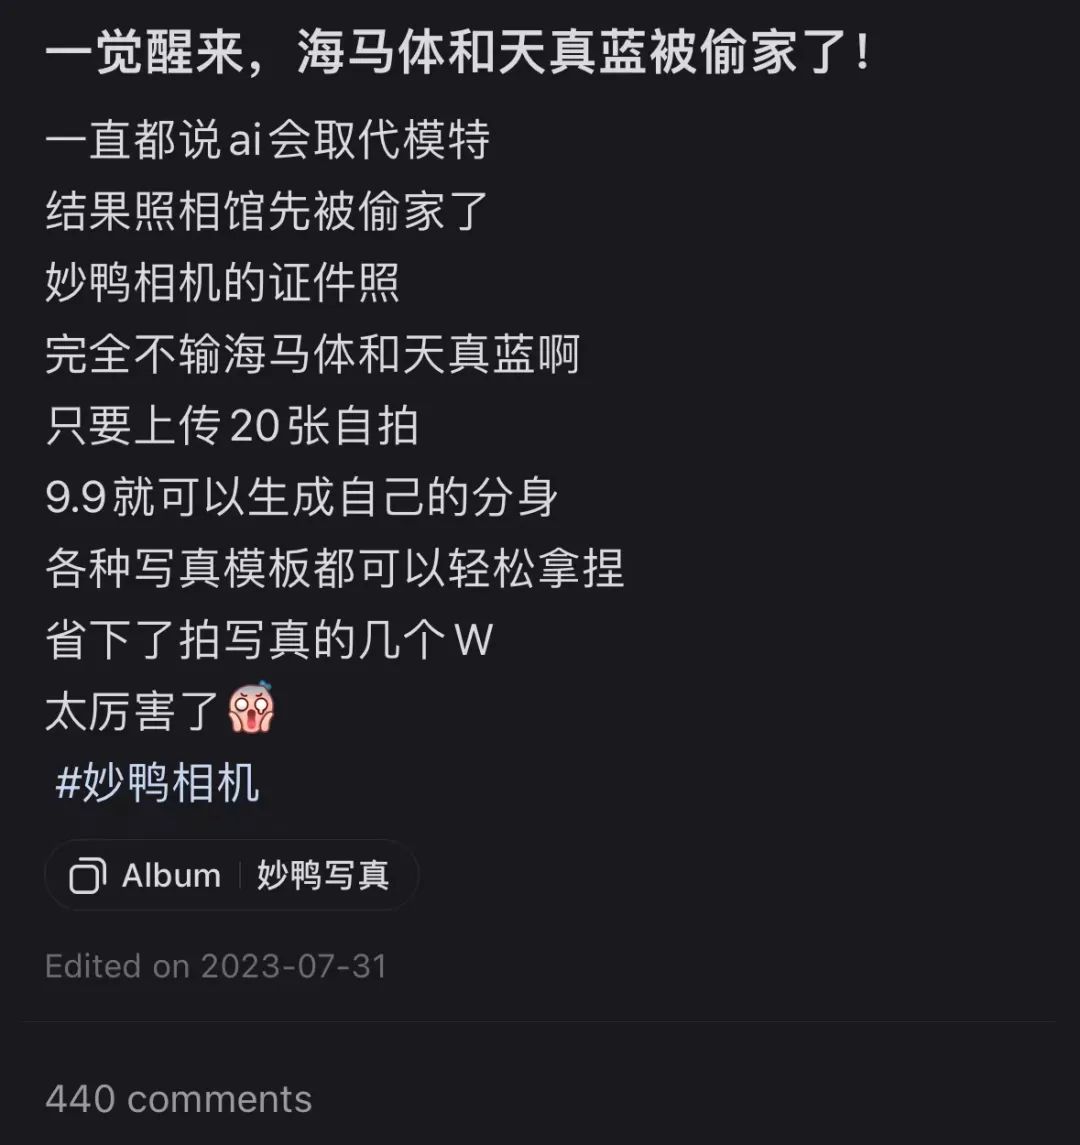 一觉醒来，海马体和天真蓝被偷家了！
一直都说ai会取代模特
结果照相馆先被偷家了
妙鸭相机的证件照
完全不输海马体和天真蓝啊
只要上传20张自拍
9.9就可以生成自己的分身
各种写真模板都可以轻松拿捏
省下了拍写真的几个W
太厉害了😱
#妙鸭相机
Album | 妙鸭写真
Edited on 2023-07-31
440 comments